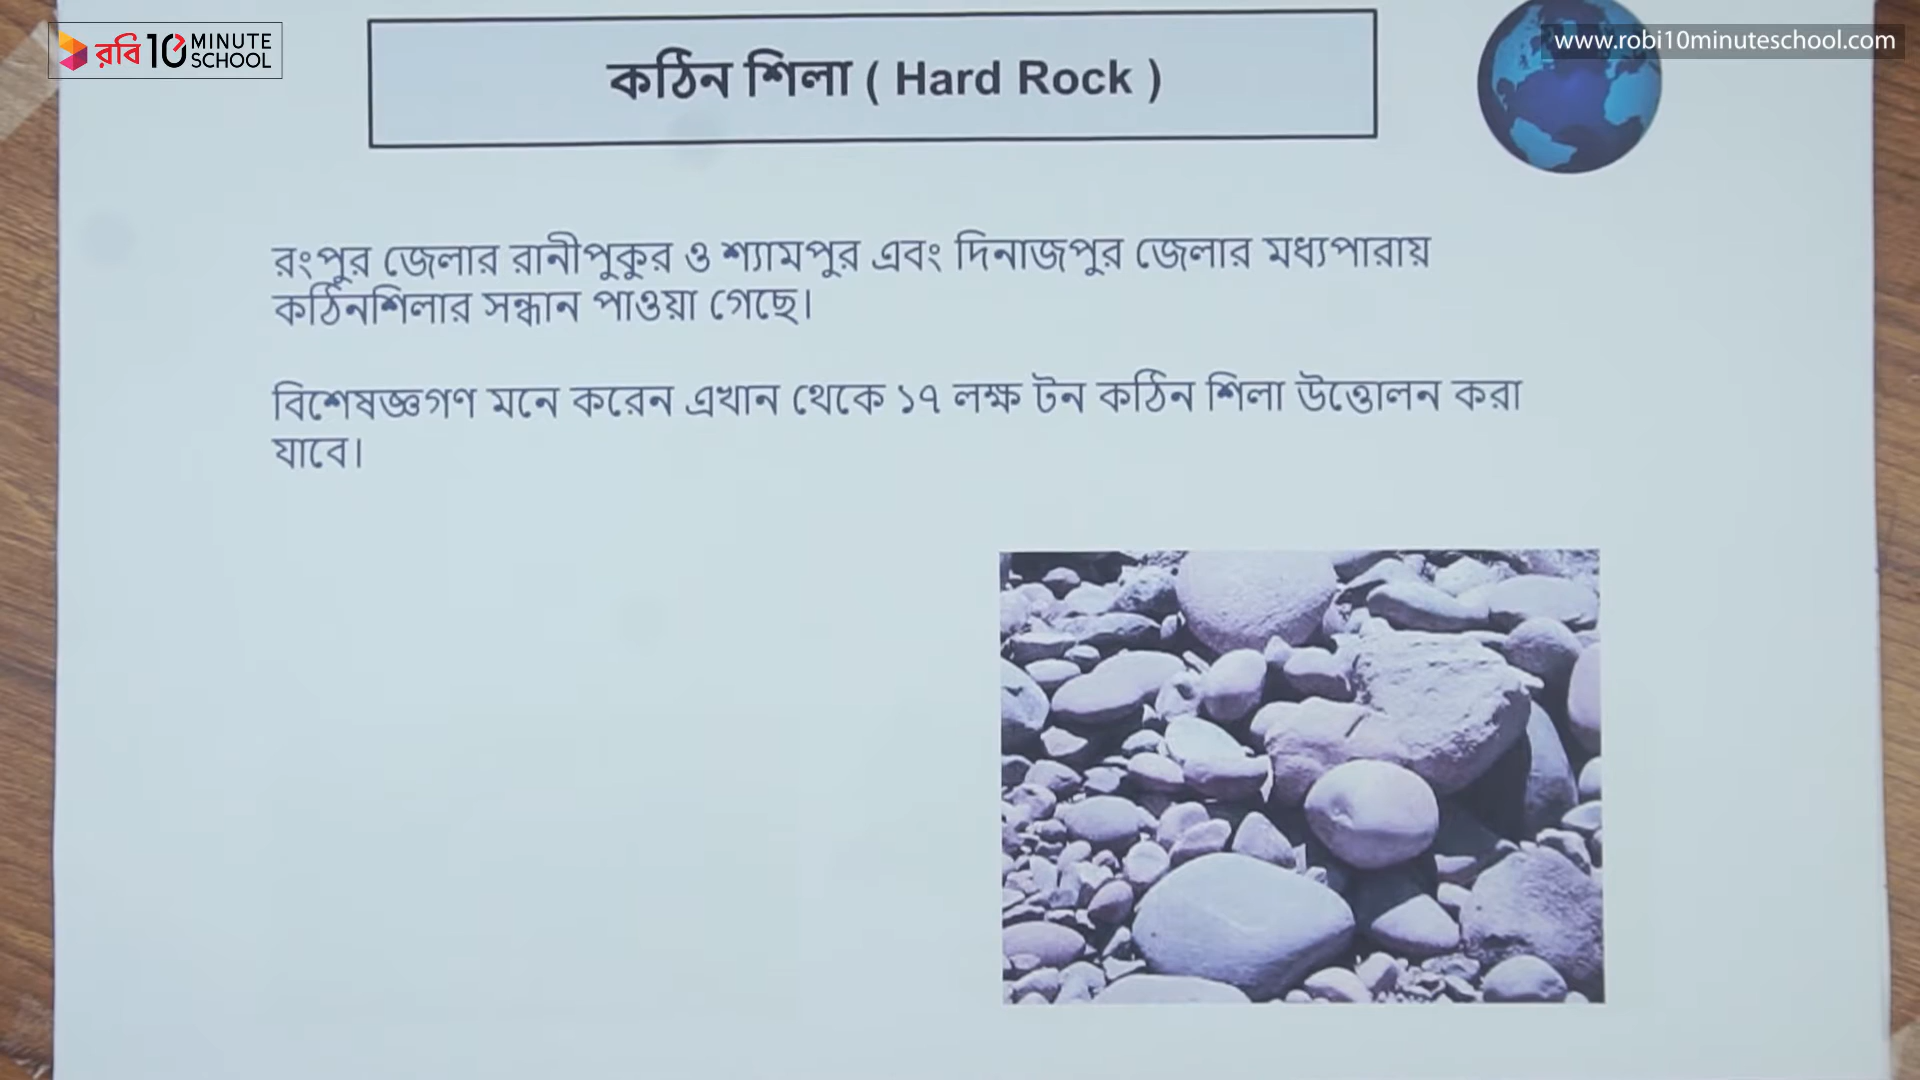 রবি 10 MINUTE SCHOOL
www.robi10minuteschool.com
কঠিন শিলা ( Hard Rock )
রংপুর জেলার রানীপুকুর ও শ্যামপুর এবং দিনাজপুর জেলার মধ্যপারায়
কঠিনশিলার সন্ধান পাওয়া গেছে।
বিশেষজ্ঞগণ মনে করেন এখান থেকে ১৭ লক্ষ টন কঠিন শিলা উত্তোলন করা
যাবে।